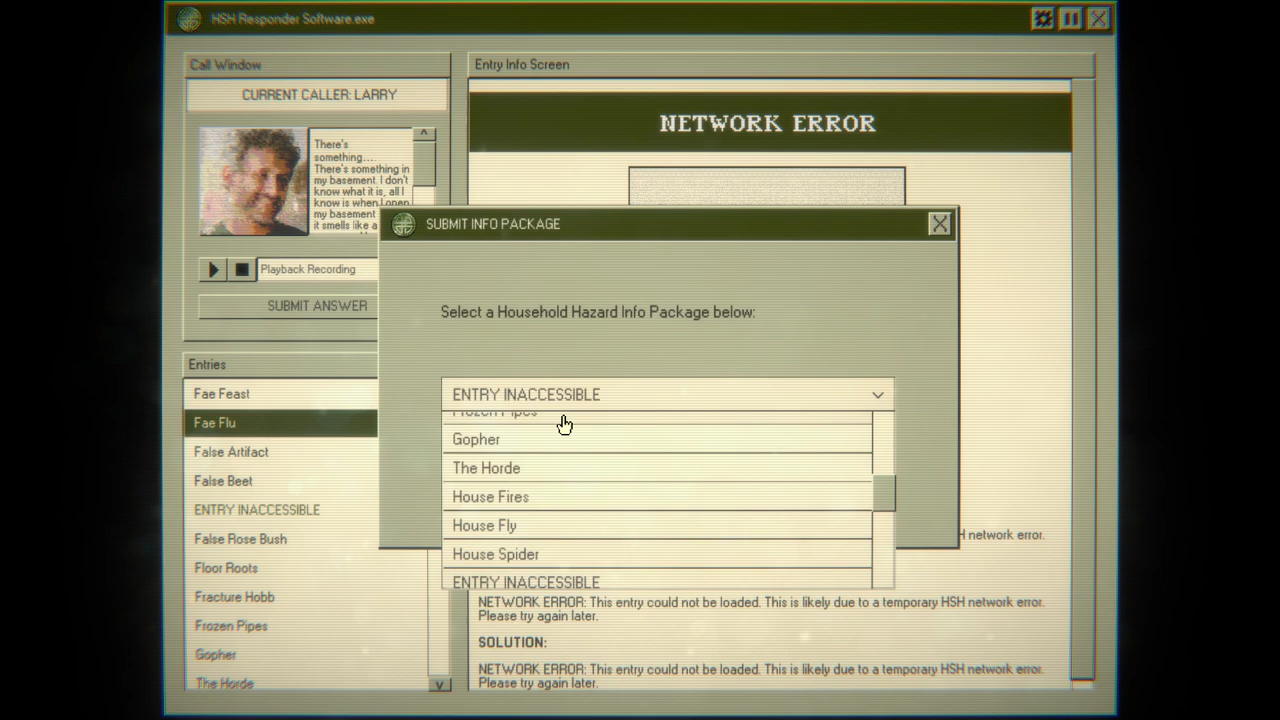 HSH Responder Software.exe
Call Window
CURRENT CALLER: LARRY
There's
something....
There's something in
my basement. I don't
know what it is, all I
know is when I open
my basement
it smells like a
Playback Recording
SUBMIT ANSWER
Entries
Fae Feast
Fae Flu
False Artifact
False Beet
ENTRY INACCESSIBLE
False Rose Bush
Floor Roots
Fracture Hobb
Frozen Pipes
Gopher
The Horde
Entry Info Screen
NETWORK ERROR
SUBMIT INFO PACKAGE
Select a Household Hazard Info Package below:
ENTRY INACCESSIBLE
Frozen Pipes
Gopher
The Horde
House Fires
House Fly
House Spider
ENTRY INACCESSIBLE
H network error.
NETWORK ERROR: This entry could not be loaded. This is likely due to a temporary HSH network error.
Please try again later.
SOLUTION:
NETWORK ERROR: This entry could not be loaded. This is likely due to a temporary HSH network error.
Please try again later.